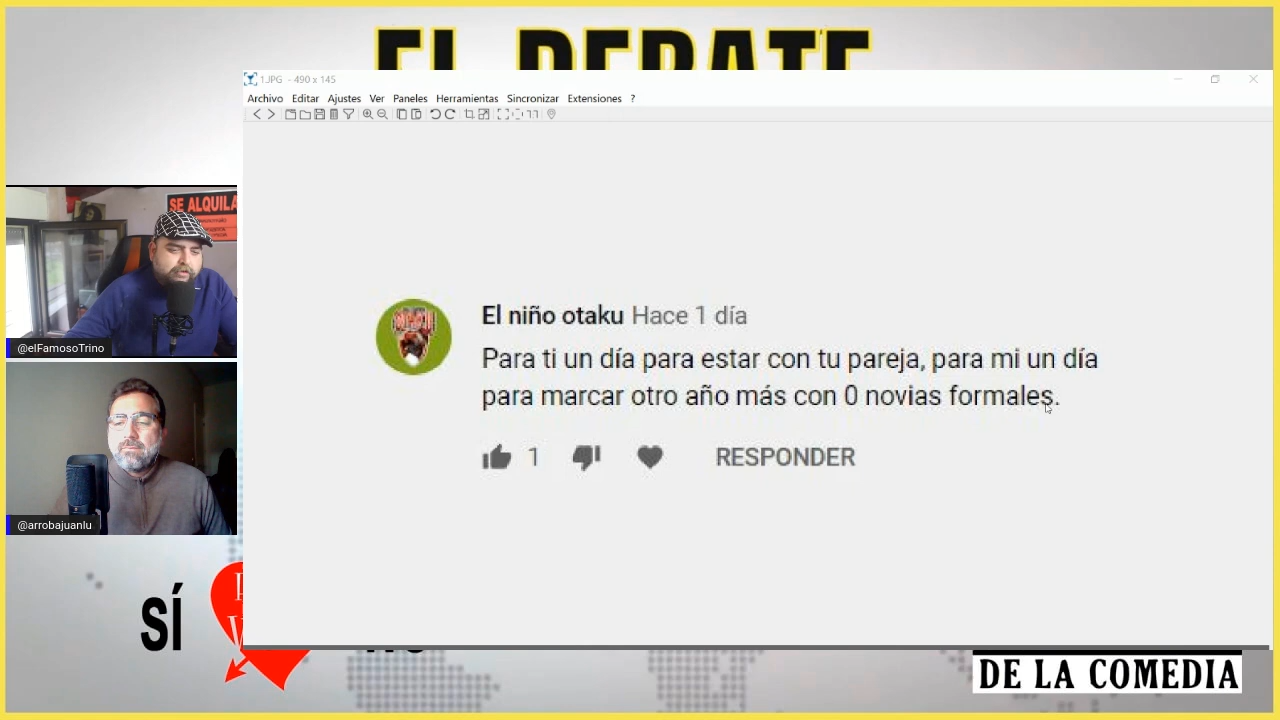 EL DEBATE
1.JPG - 490 x 145
Archivo Editar Ajustes Ver Paneles Herramientas Sincronizar Extensiones ?
SE ALQUILA
@elFamosoTrino
El niño otaku Hace 1 día
Para ti un día para estar con tu pareja, para mi un día
para marcar otro año más con 0 novias formales.
1 RESPONDER
@arrobajuanlu
SÍ
DE LA COMEDIA